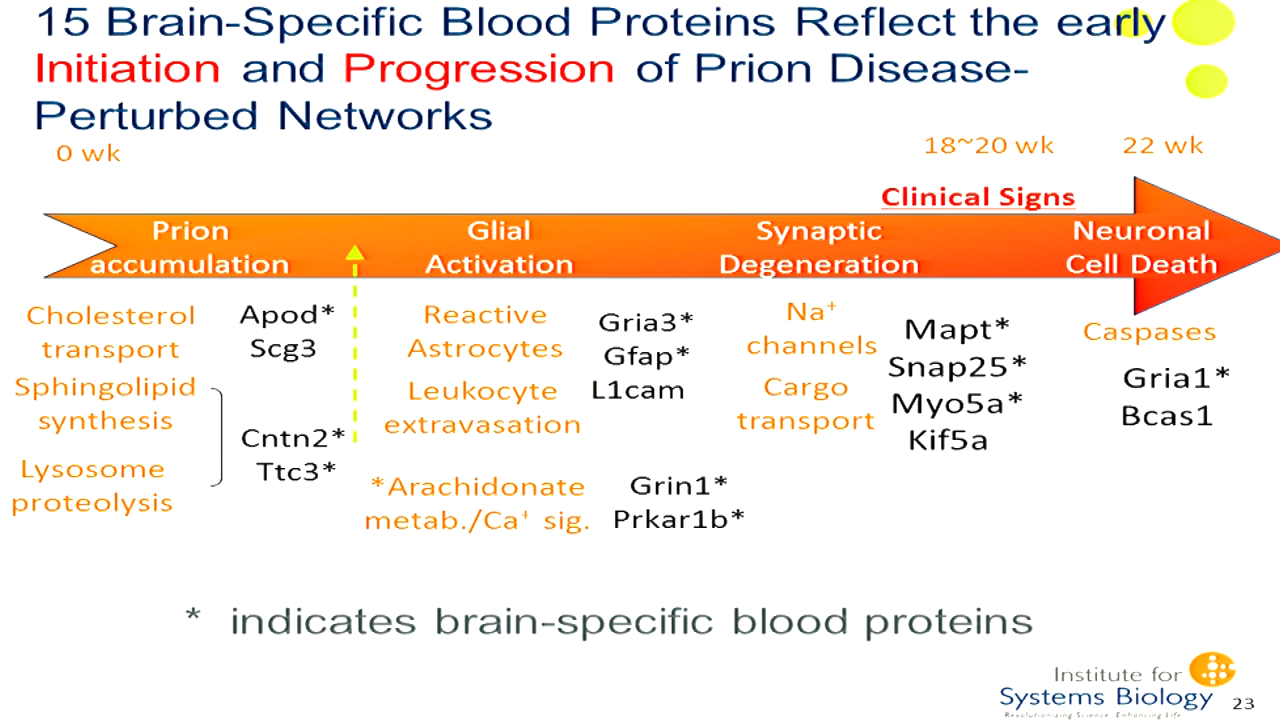 15 Brain-Specific Blood Proteins Reflect the early
Initiation and Progression of Prion Disease-
Perturbed Networks
0 wk
18~20 wk
22 wk
Clinical Signs
Prion
accumulation
Glial
Activation
Synaptic
Degeneration
Neuronal
Cell Death
Cholesterol
transport
Apod*
Scg3
Sphingolipid
synthesis
Lysosome
proteolysis
Cntn2*
Ttc3*
Reactive
Astrocytes
Leukocyte
extravasation
Gria3*
Gfap*
L1cam
*Arachidonate
metab./Ca⁺ sig.
Grin1*
Prkar1b*
Na⁺
channels
Cargo
transport
Mapt*
Snap25*
Myo5a*
Kif5a
Caspases
Gria1*
Bcas1
* indicates brain-specific blood proteins
Institute for
Systems Biology
Revolutionizing Science. Enhancing Life.
23